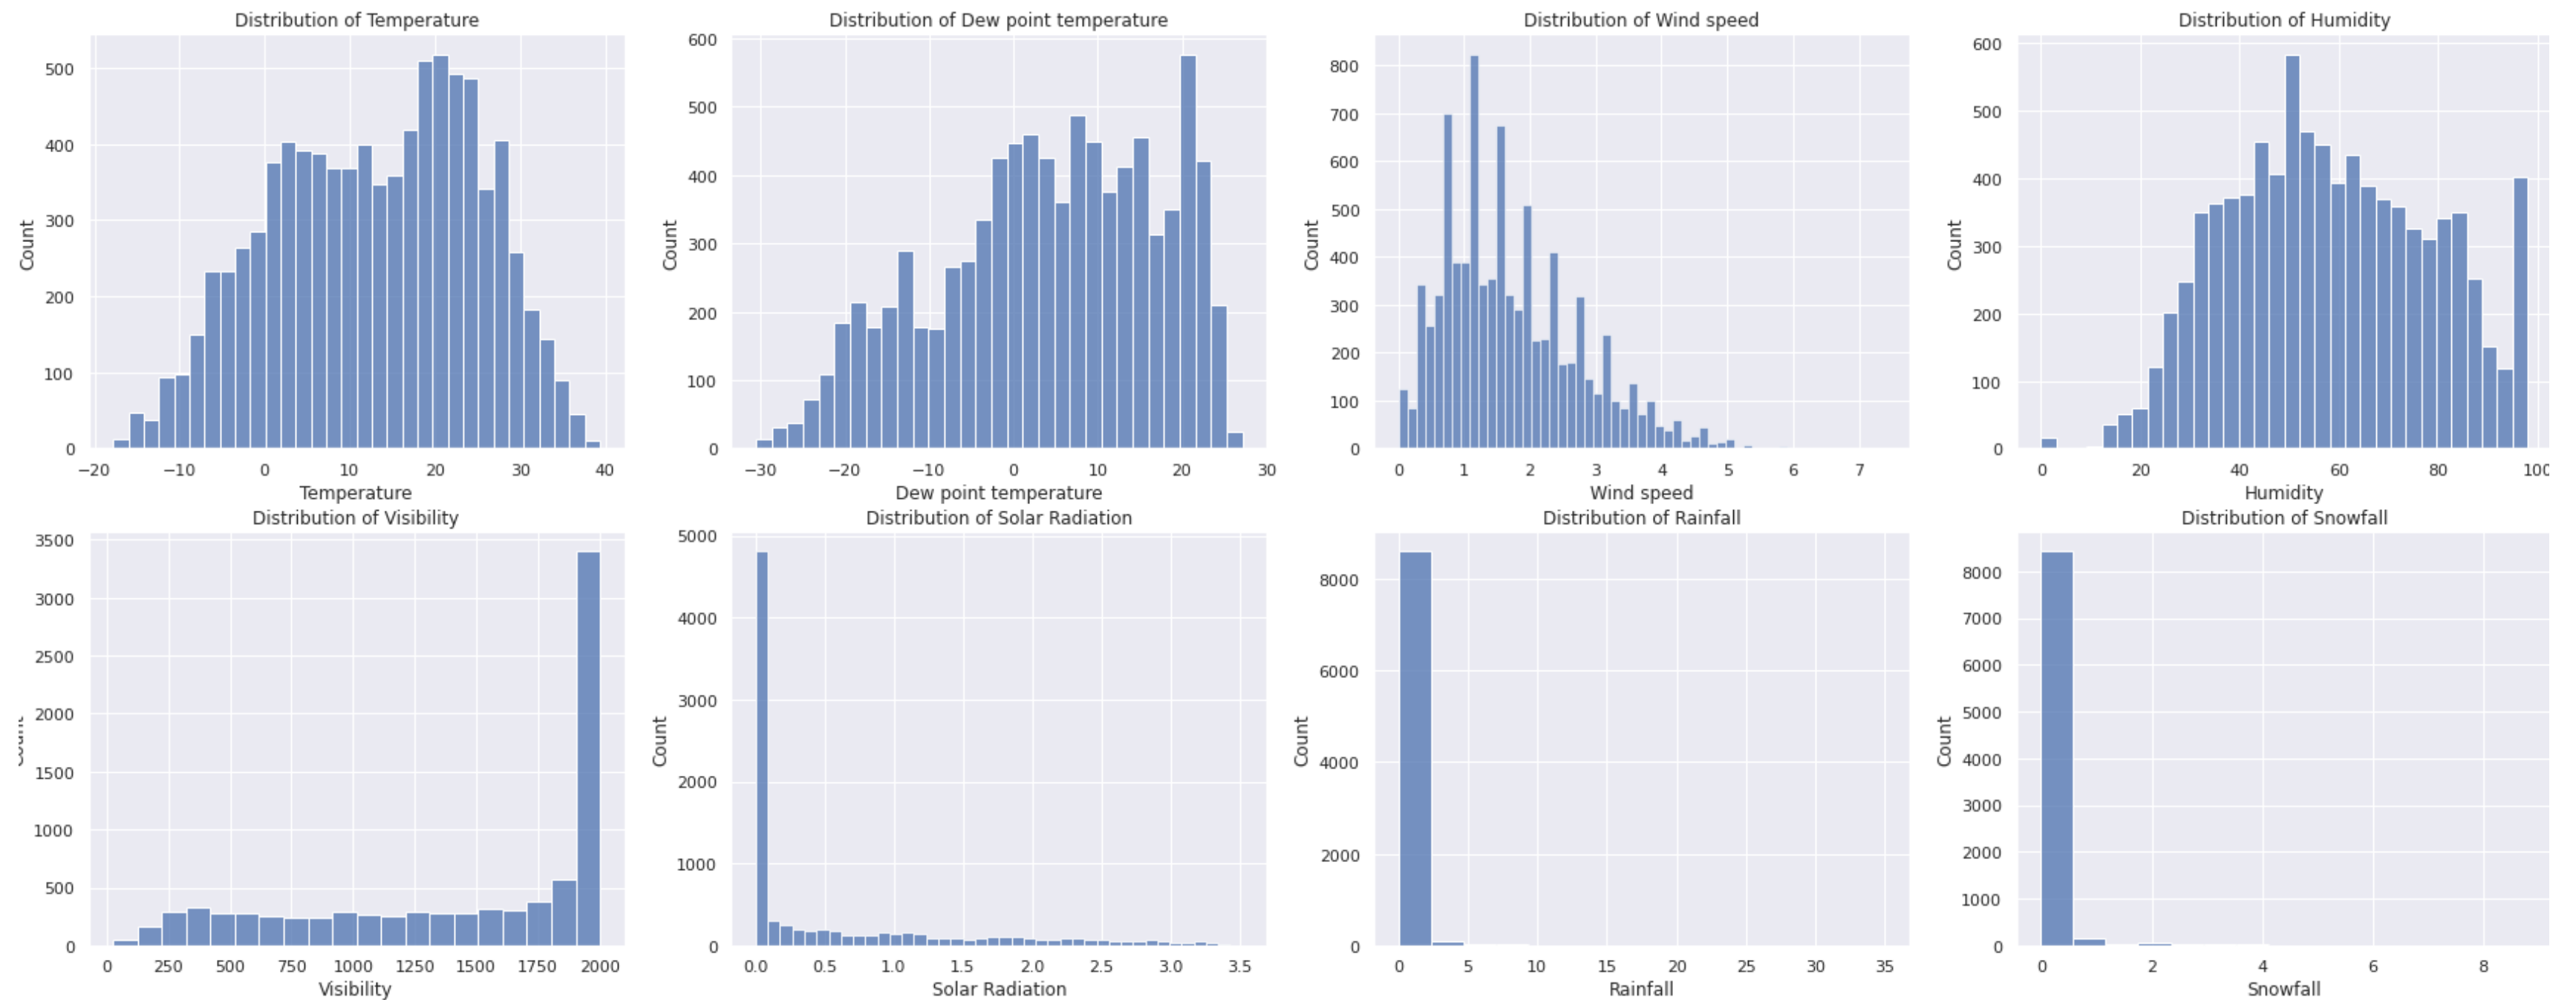 Distribution of Temperature
500
400
300
200
100
0
Count
−20 −10 0 10 20 30 40
Temperature
Distribution of Dew point temperature
600
500
400
300
200
100
0
Count
−30 −20 −10 0 10 20 30
Dew point temperature
Distribution of Wind speed
800
700
600
500
400
300
200
100
0
Count
0 1 2 3 4 5 6 7
Wind speed
Distribution of Humidity
600
500
400
300
200
100
0
Count
0 20 40 60 80 100
Humidity
Distribution of Visibility
3500
3000
2500
2000
1500
1000
500
0
Count
0 250 500 750 1000 1250 1500 1750 2000
Visibility
Distribution of Solar Radiation
5000
4000
3000
2000
1000
0
Count
0.0 0.5 1.0 1.5 2.0 2.5 3.0 3.5
Solar Radiation
Distribution of Rainfall
8000
6000
4000
2000
0
Count
0 5 10 15 20 25 30 35
Rainfall
Distribution of Snowfall
8000
7000
6000
5000
4000
3000
2000
1000
0
Count
0 2 4 6 8
Snowfall